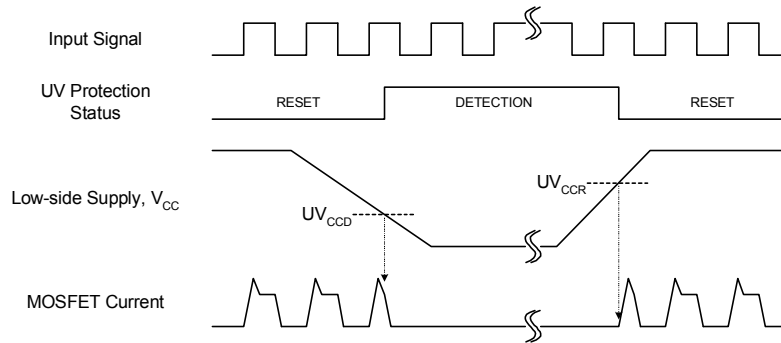 Input Signal
UV Protection
Status
RESET
DETECTION
RESET
Low-side Supply, VCC
UVCCD
UVCCR
MOSFET Current